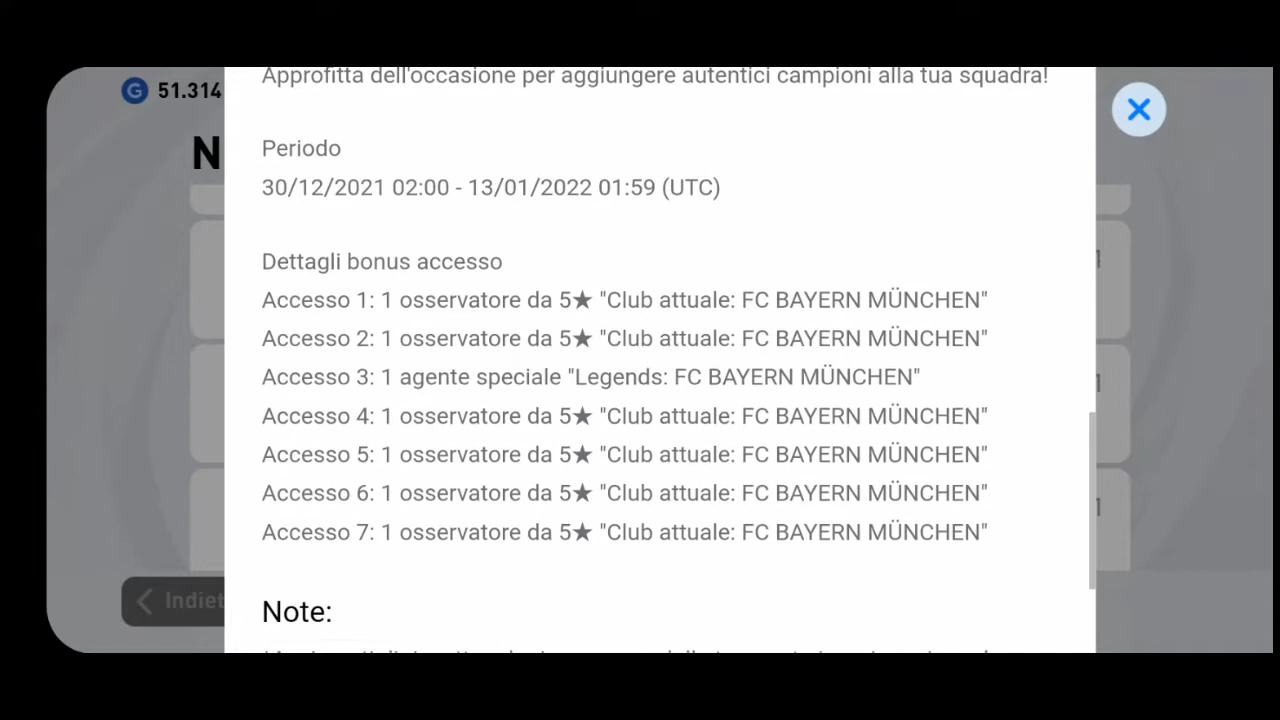 Approfitta dell'occasione per aggiungere autentici campioni alla tua squadra!
G 51.314
N
Periodo
30/12/2021 02:00 - 13/01/2022 01:59 (UTC)
Dettagli bonus accesso
Accesso 1: 1 osservatore da 5★ "Club attuale: FC BAYERN MÜNCHEN"
Accesso 2: 1 osservatore da 5★ "Club attuale: FC BAYERN MÜNCHEN"
Accesso 3: 1 agente speciale "Legends: FC BAYERN MÜNCHEN"
Accesso 4: 1 osservatore da 5★ "Club attuale: FC BAYERN MÜNCHEN"
Accesso 5: 1 osservatore da 5★ "Club attuale: FC BAYERN MÜNCHEN"
Accesso 6: 1 osservatore da 5★ "Club attuale: FC BAYERN MÜNCHEN"
Accesso 7: 1 osservatore da 5★ "Club attuale: FC BAYERN MÜNCHEN"
Indiet
Note: